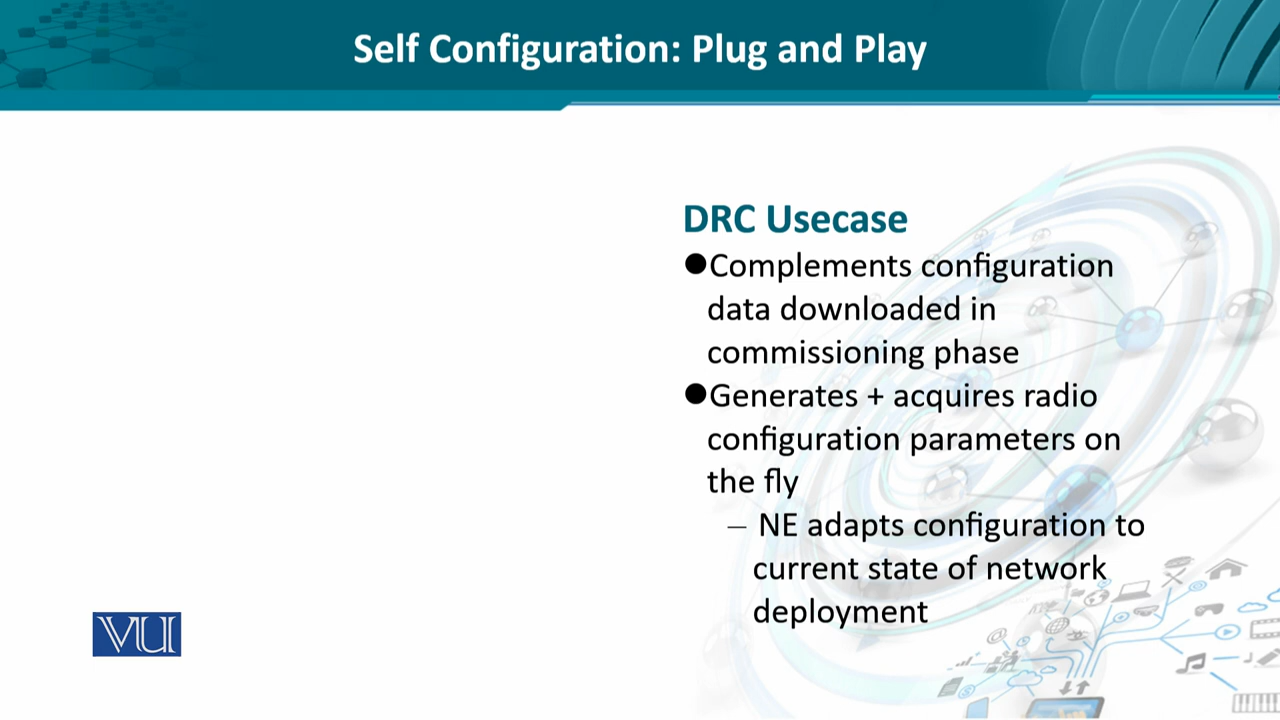 Self Configuration: Plug and Play
DRC Usecase
●Complements configuration
data downloaded in
commissioning phase
●Generates + acquires radio
configuration parameters on
the fly
– NE adapts configuration to
current state of network
deployment
VU